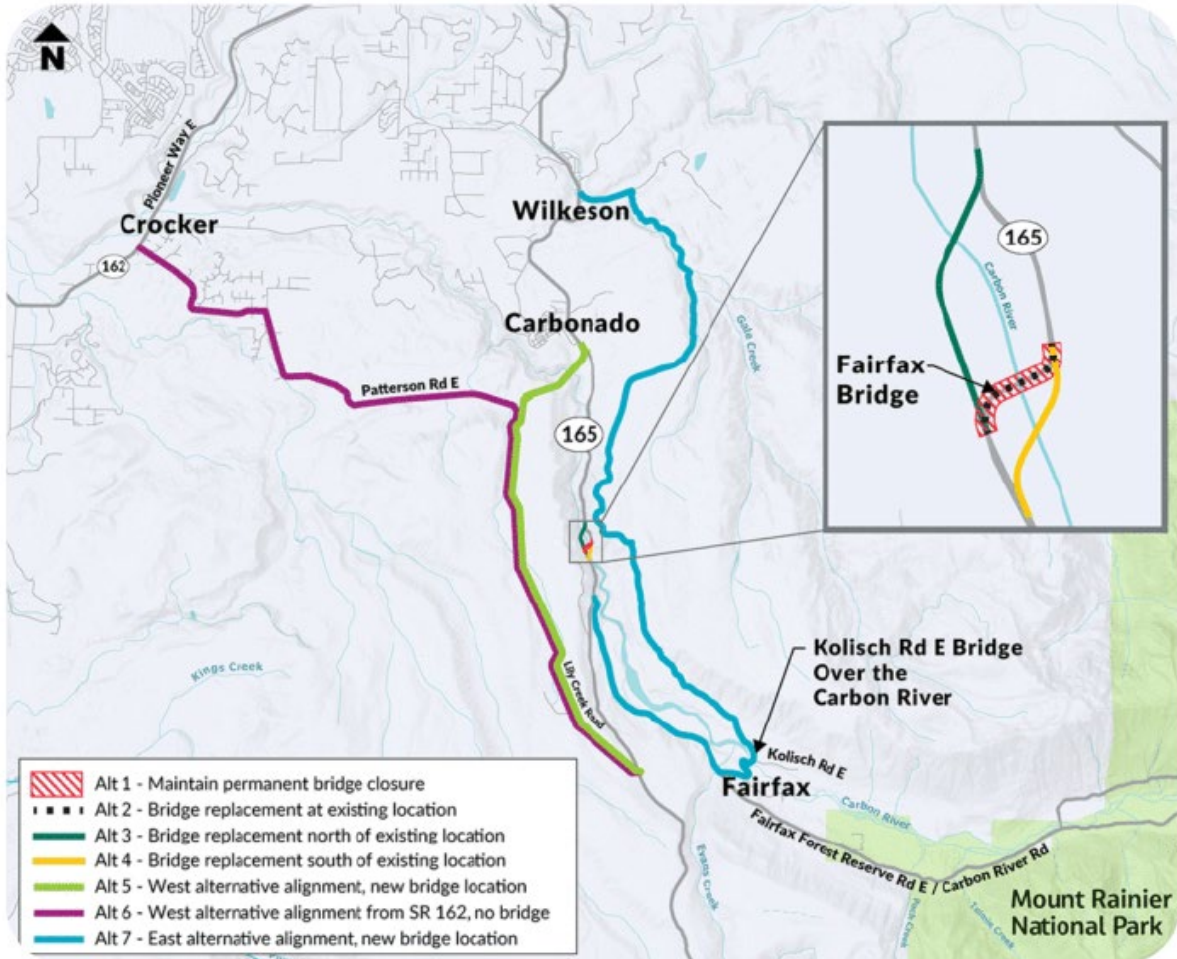 N
Pioneer Way E
Crocker
162
Wilkeson
Carbonado
Patterson Rd E
165
Gale Creek
165
Carbon River
Fairfax
Bridge
Kings Creek
Lily Creek Road
Kolisch Rd E Bridge
Over the
Carbon River
Kolisch Rd E
Fairfax
Carbon River
Fairfax Forest Reserve Rd E / Carbon River Rd
Evans Creek
Mount Rainier
National Park
Alt 1 - Maintain permanent bridge closure
Alt 2 - Bridge replacement at existing location
Alt 3 - Bridge replacement north of existing location
Alt 4 - Bridge replacement south of existing location
Alt 5 - West alternative alignment, new bridge location
Alt 6 - West alternative alignment from SR 162, no bridge
Alt 7 - East alternative alignment, new bridge location